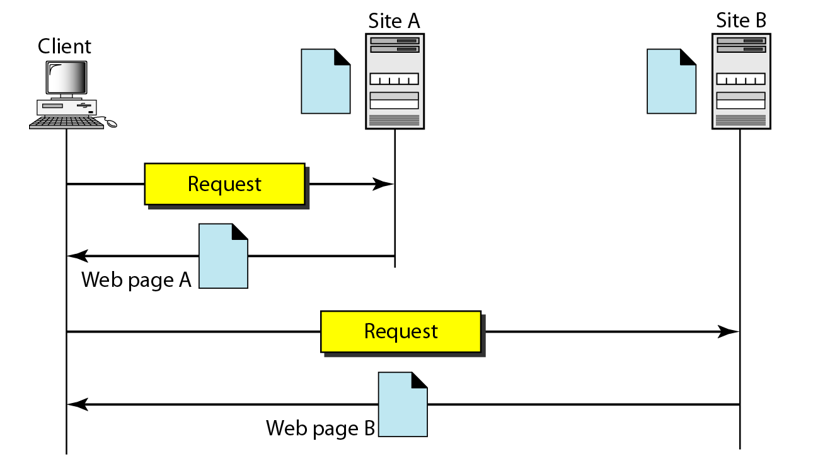 Client
Site A
Site B
Request
Web page A
Request
Web page B